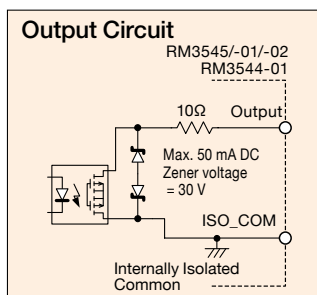 Output Circuit
RM3545/-01/-02
RM3544-01
10Ω Output
Max. 50 mA DC
Zener voltage
= 30 V
ISO_COM
Internally Isolated
Common